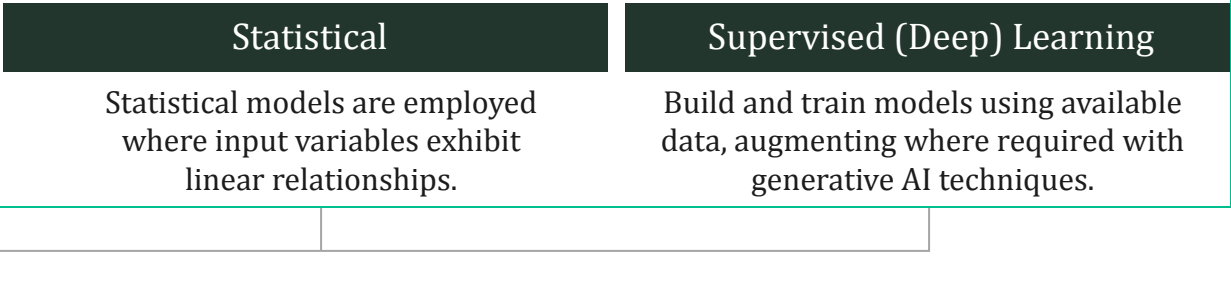 Statistical
Statistical models are employed
where input variables exhibit
linear relationships.
Supervised (Deep) Learning
Build and train models using available
data, augmenting where required with
generative AI techniques.